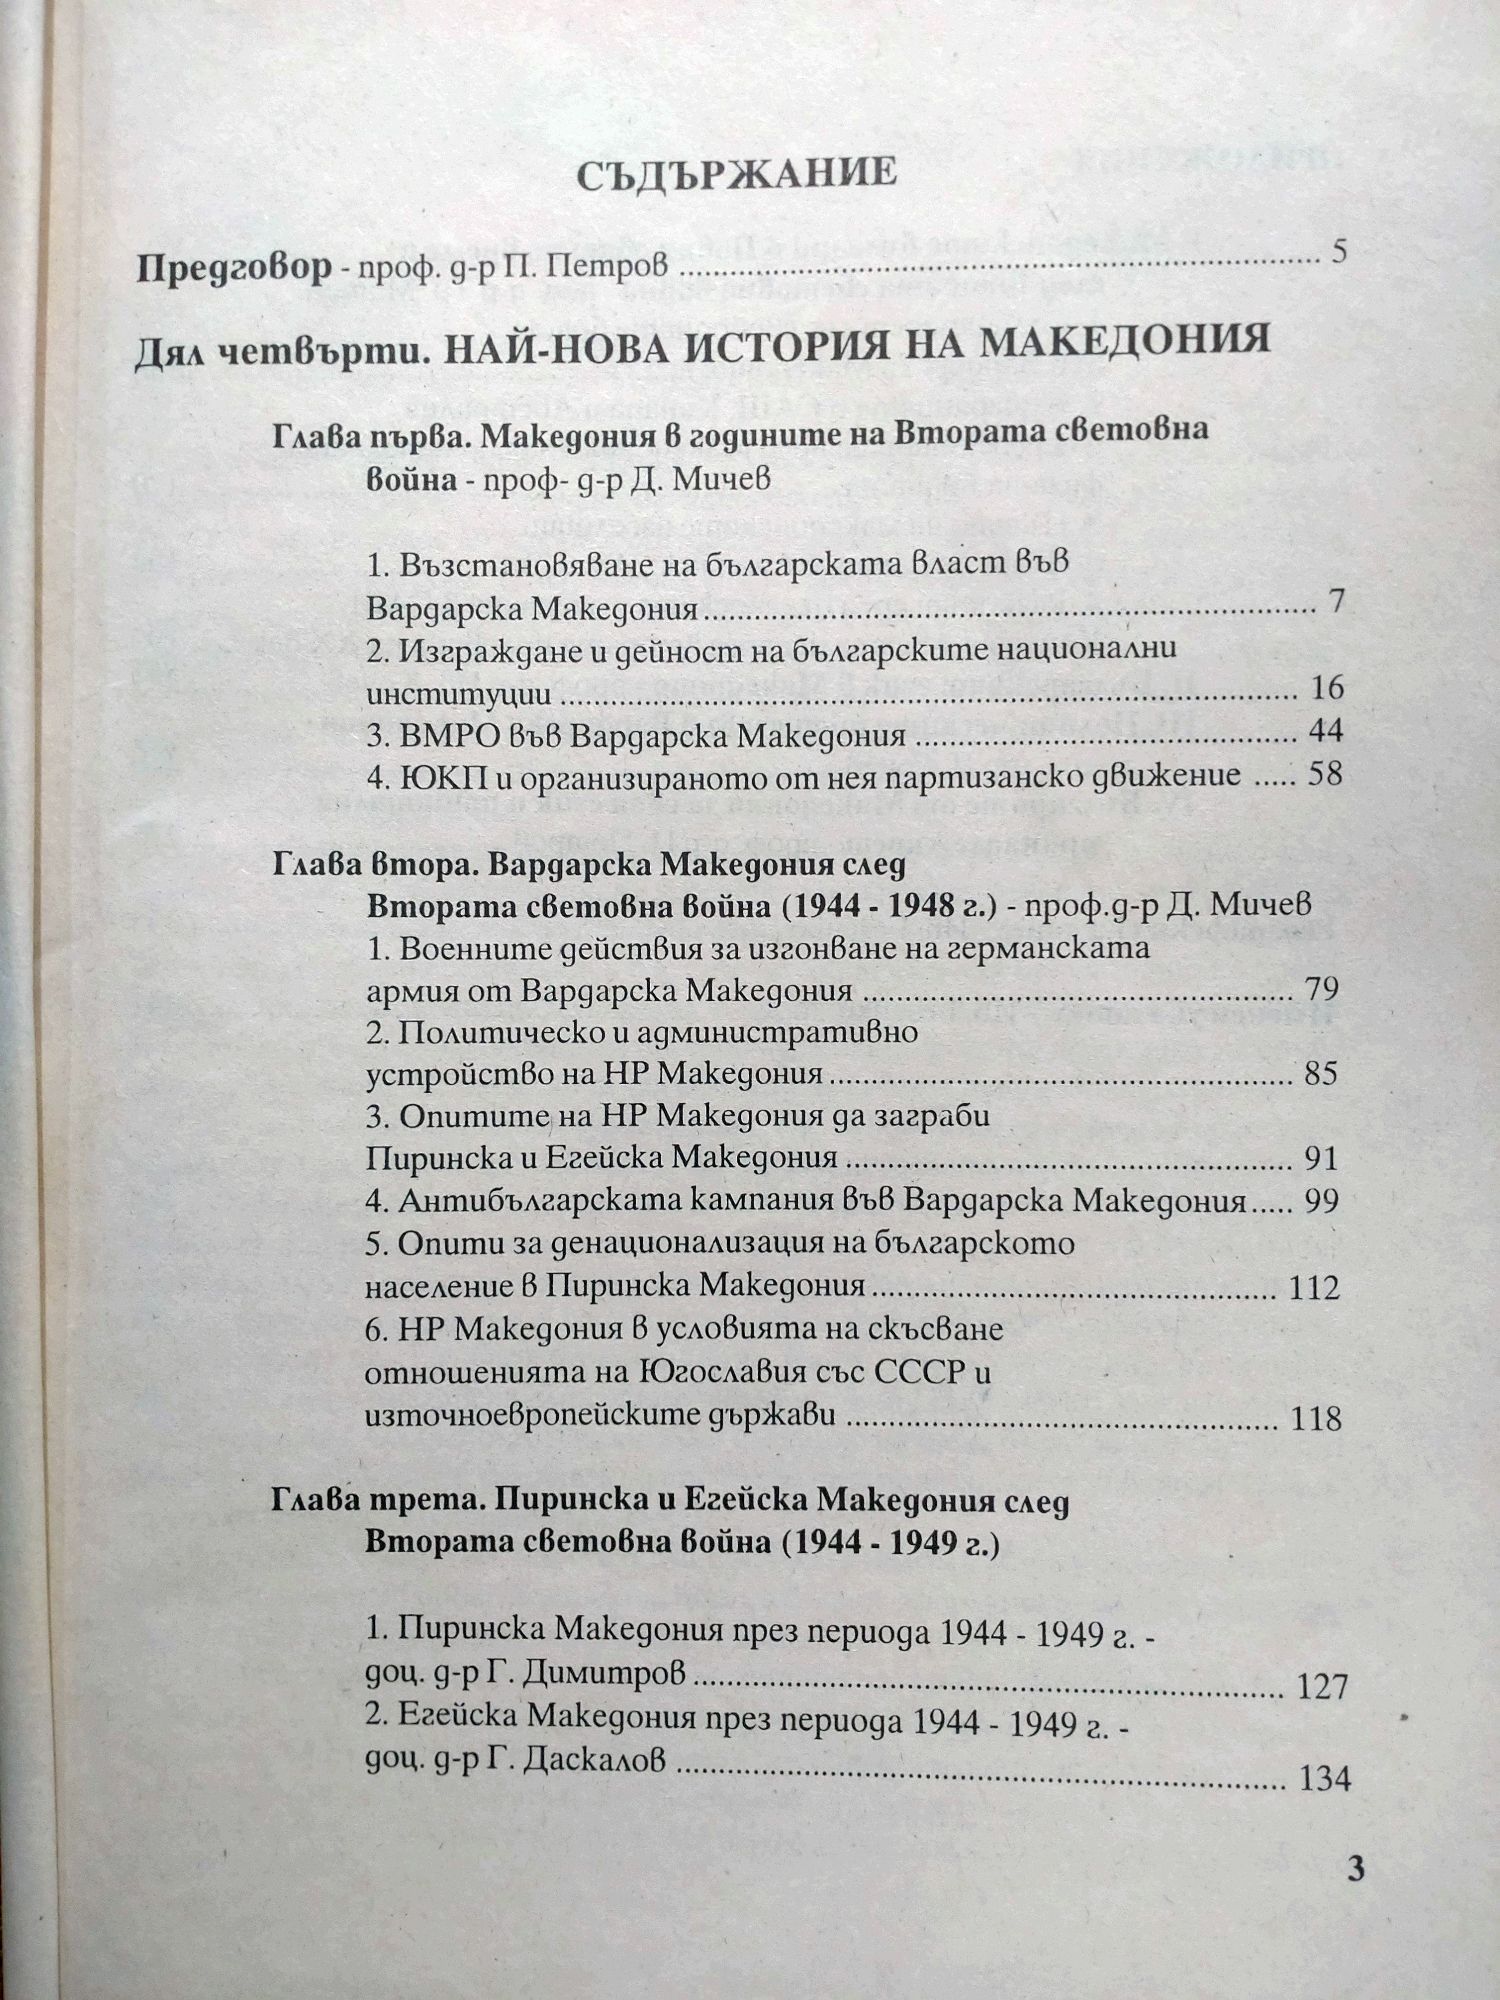 СЪДЪРЖАНИЕ
Предговор - проф. д-р П. Петров ........ 5
Дял четвърти. НАЙ-НОВА ИСТОРИЯ НА МАКЕДОНИЯ
Глава първа. Македония в годините на Втората световна
война - проф- д-р Д. Мичев
1. Възстановяване на българската власт във
Вардарска Македония ........ 7
2. Изграждане и дейност на българските национални
институции ........ 16
3. ВМРО във Вардарска Македония ........ 44
4. ЮКП и организираното от нея партизанско движение ..... 58
Глава втора. Вардарска Македония след
Втората световна война (1944 - 1948 г.) - проф.д-р Д. Мичев
1. Военните действия за изгонване на германската
армия от Вардарска Македония ........ 79
2. Политическо и административно
устройство на НР Македония ........ 85
3. Опитите на НР Македония да заграби
Пиринска и Егейска Македония ........ 91
4. Антибългарската кампания във Вардарска Македония ..... 99
5. Опити за денационализация на българското
население в Пиринска Македония ........ 112
6. НР Македония в условията на скъсване
отношенията на Югославия със СССР и
източноевропейските държави ........ 118
Глава трета. Пиринска и Егейска Македония след
Втората световна война (1944 - 1949 г.)
1. Пиринска Македония през периода 1944 - 1949 г. -
доц. д-р Г. Димитров ........ 127
2. Егейска Македония през периода 1944 - 1949 г. -
доц. д-р Г. Даскалов ........ 134
3